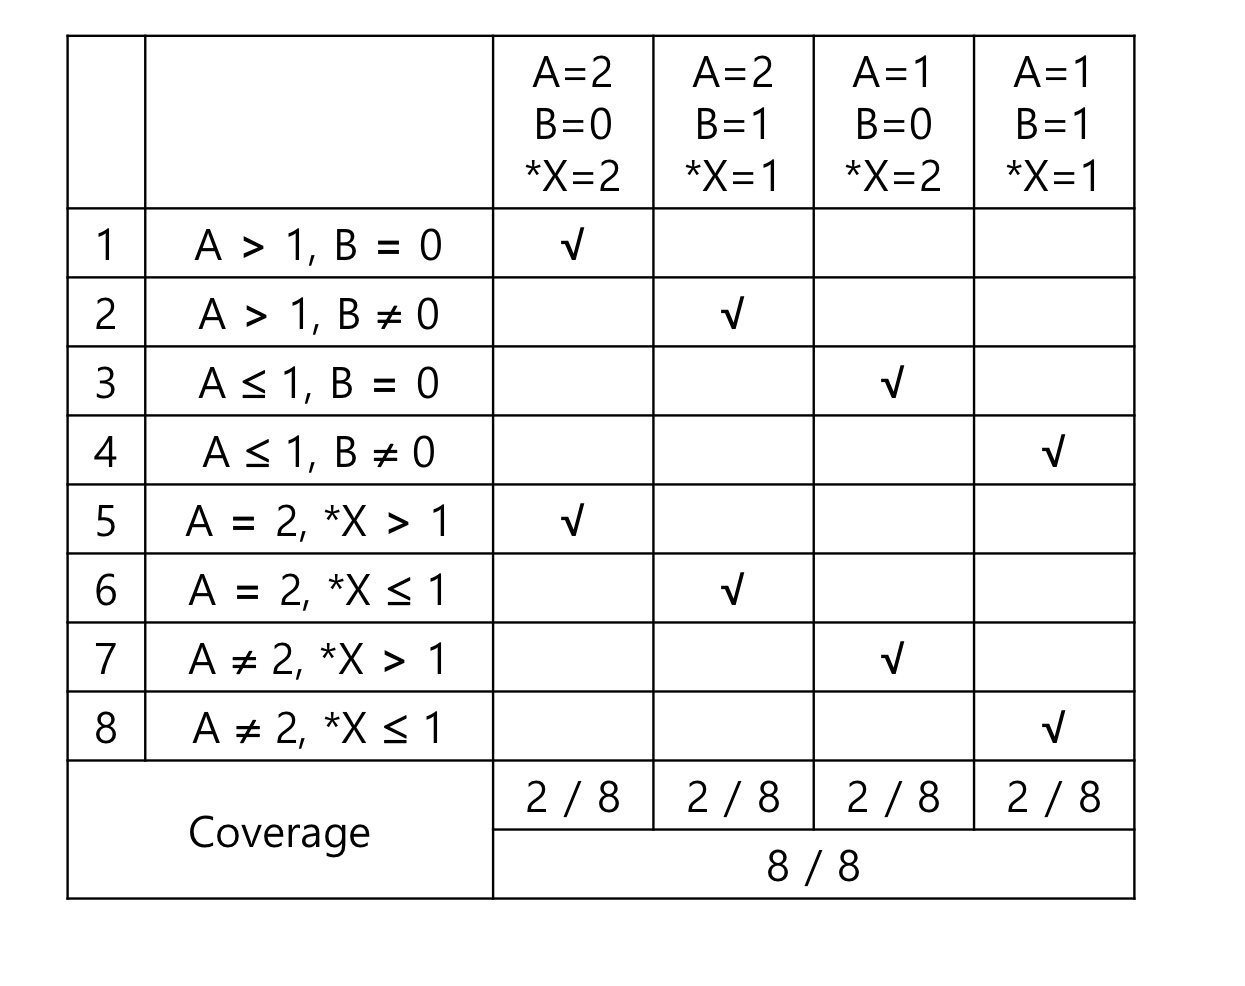 A=2 A=2 A=1 A=1
B=0 B=1 B=0 B=1
*X=2 *X=1 *X=2 *X=1
1 A > 1, B = 0 √
2 A > 1, B ≠ 0 √
3 A ≤ 1, B = 0 √
4 A ≤ 1, B ≠ 0 √
5 A = 2, *X > 1 √
6 A = 2, *X ≤ 1 √
7 A ≠ 2, *X > 1 √
8 A ≠ 2, *X ≤ 1 √
Coverage 2 / 8 2 / 8 2 / 8 2 / 8
8 / 8